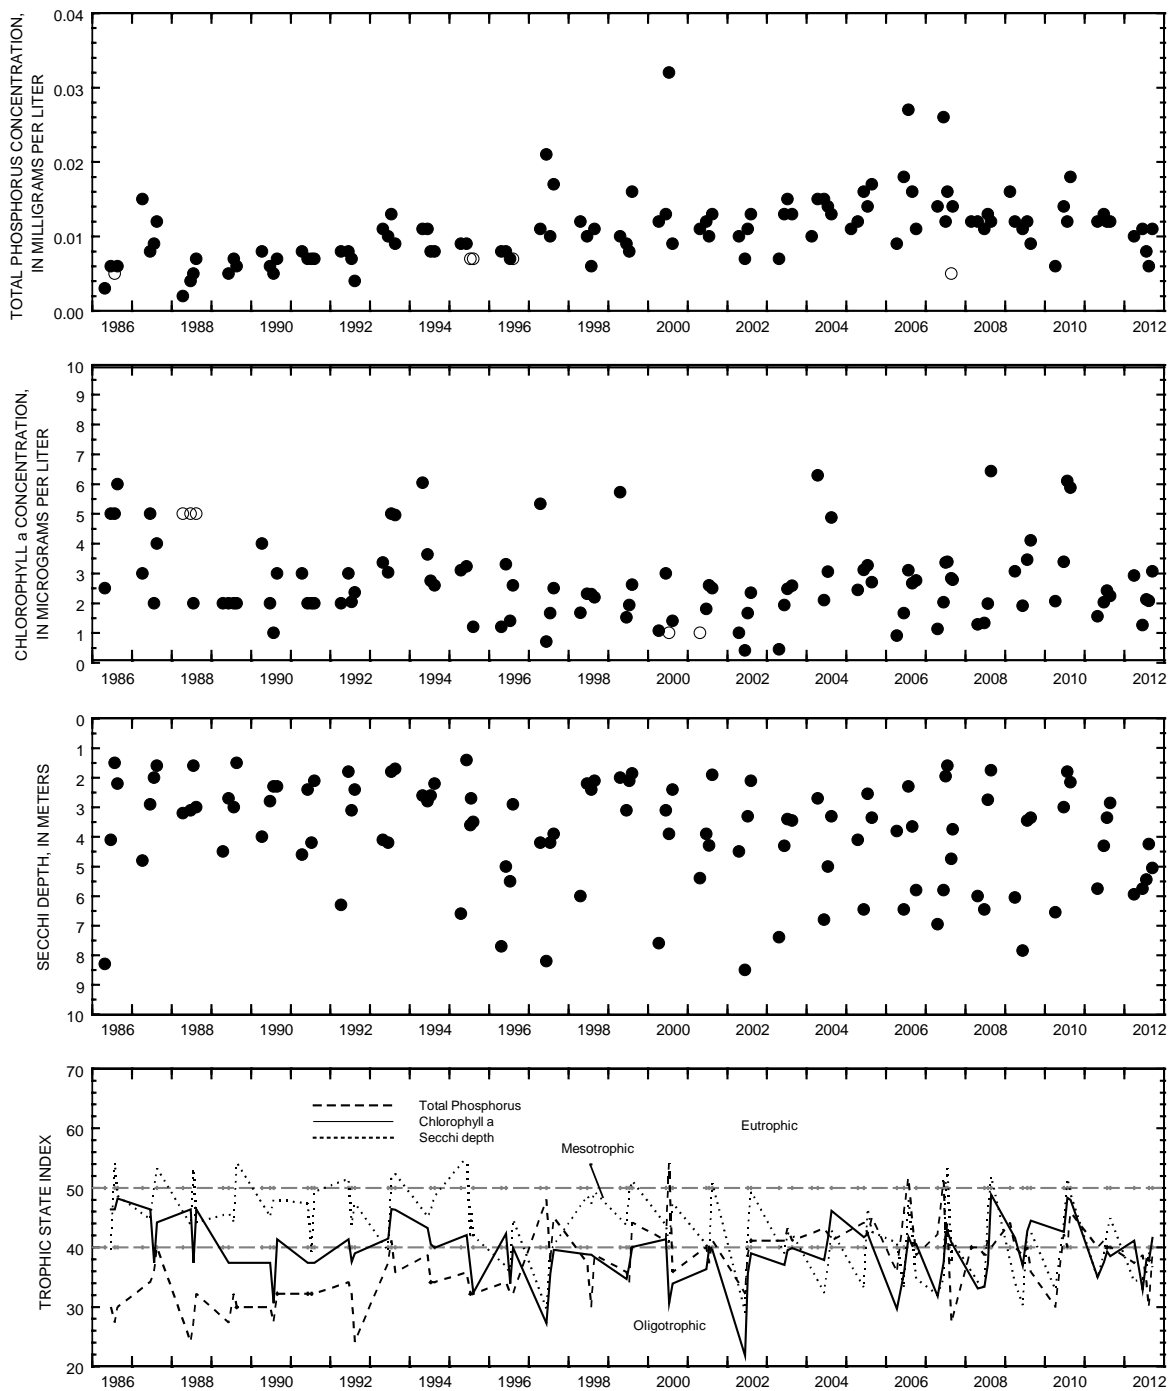 TOTAL PHOSPHORUS CONCENTRATION,
IN MILLIGRAMS PER LITER
0.04
0.03
0.02
0.01
0.00
1986 1988 1990 1992 1994 1996 1998 2000 2002 2004 2006 2008 2010 2012
CHLOROPHYLL a CONCENTRATION,
IN MICROGRAMS PER LITER
10
9
8
7
6
5
4
3
2
1
0
1986 1988 1990 1992 1994 1996 1998 2000 2002 2004 2006 2008 2010 2012
SECCHI DEPTH, IN METERS
0
1
2
3
4
5
6
7
8
9
10
1986 1988 1990 1992 1994 1996 1998 2000 2002 2004 2006 2008 2010 2012
TROPHIC STATE INDEX
70
60
50
40
30
20
Total Phosphorus
Chlorophyll a
Secchi depth
Eutrophic
Mesotrophic
Oligotrophic
1986 1988 1990 1992 1994 1996 1998 2000 2002 2004 2006 2008 2010 2012